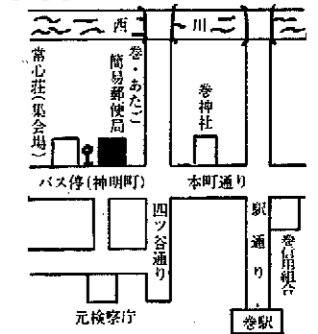 西川
常心荘(集会場)
巻・あたご
簡易郵便局
巻神社
バス停(神明町)
本町通り
四ツ谷通り
駅通り
巻信用組合
元検察庁
巻駅